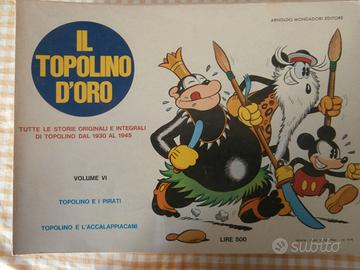 ARNOLDO MONDADORI EDITORE
IL
TOPOLINO
D'ORO
TUTTE LE STORIE ORIGINALI E INTEGRALI
DI TOPOLINO DAL 1930 AL 1945
VOLUME VI
TOPOLINO E I PIRATI
TOPOLINO E L'ACCALAPPIACANI
LIRE 500
Subito